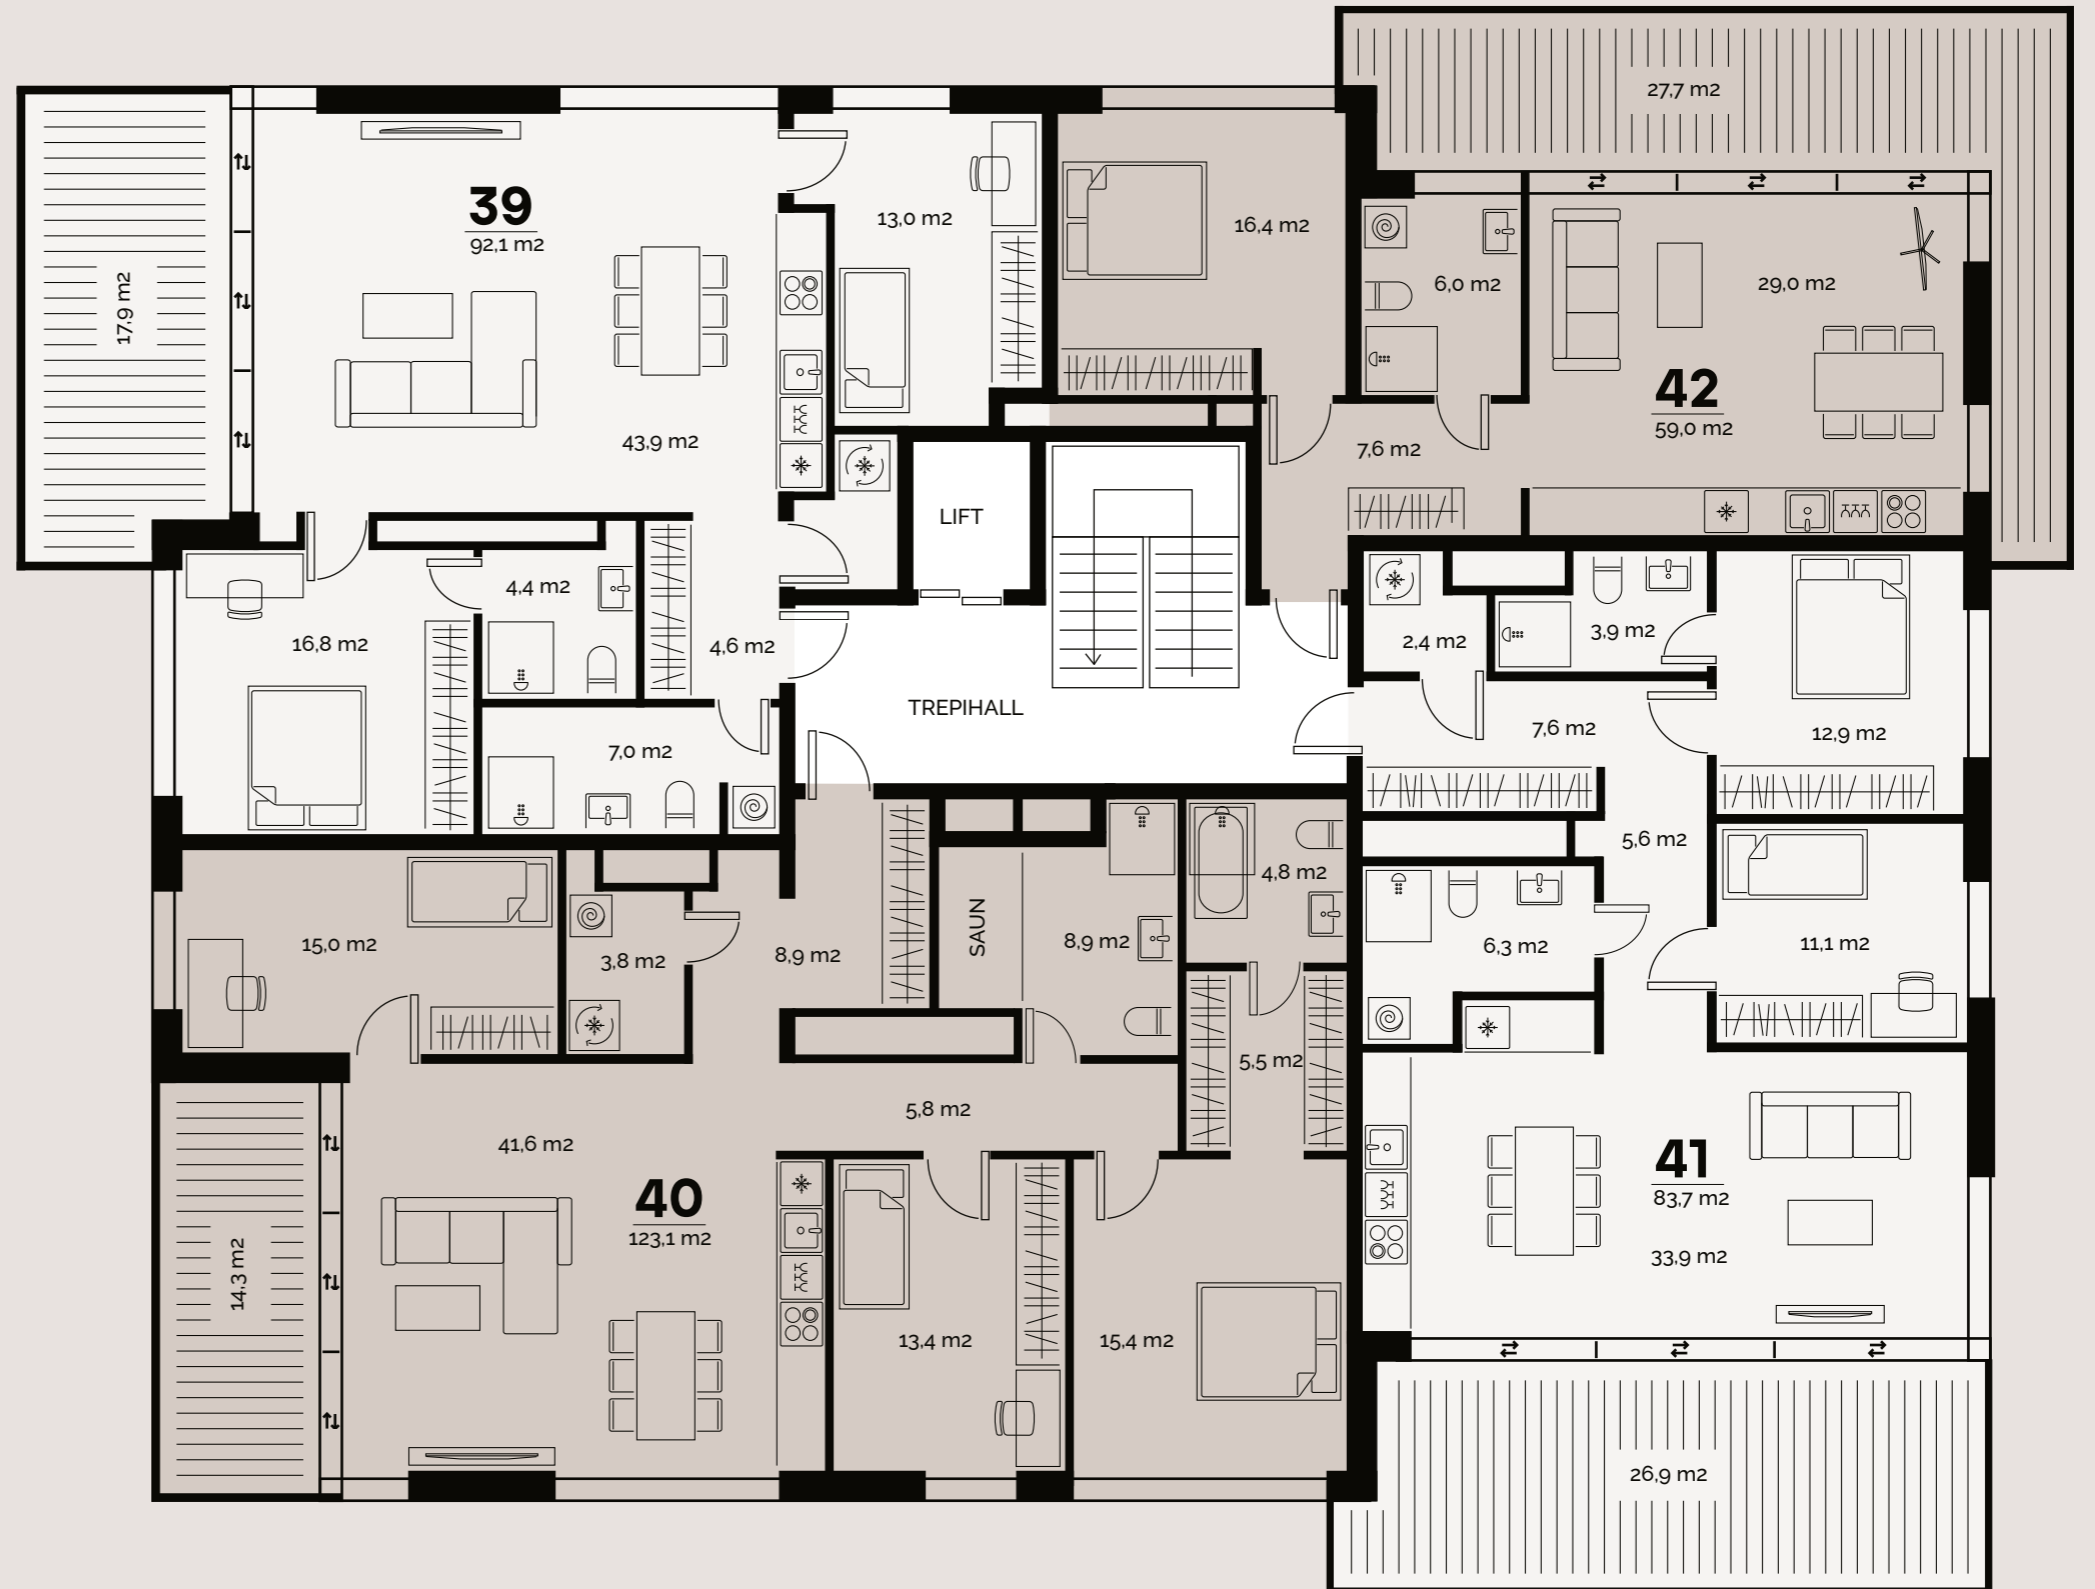 27,7 m2
39
92,1 m2
13,0 m2
16,4 m2
6,0 m2
29,0 m2
17,9 m2
42
59,0 m2
43,9 m2
7,6 m2
LIFT
4,4 m2
16,8 m2
4,6 m2
2,4 m2
3,9 m2
TREPIHALL
7,0 m2
7,6 m2
12,9 m2
5,6 m2
15,0 m2
3,8 m2
8,9 m2
SAUN
8,9 m2
4,8 m2
6,3 m2
11,1 m2
5,5 m2
5,8 m2
41,6 m2
40
123,1 m2
41
83,7 m2
33,9 m2
14,3 m2
13,4 m2
15,4 m2
26,9 m2